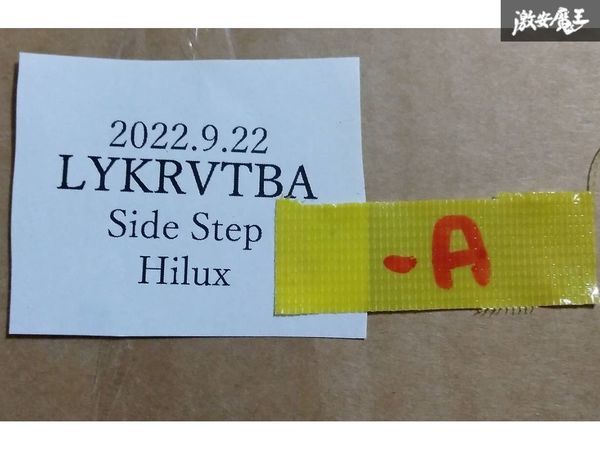 激安魔王
2022.9.22
LYKRVTBA
Side Step
Hilux
-A